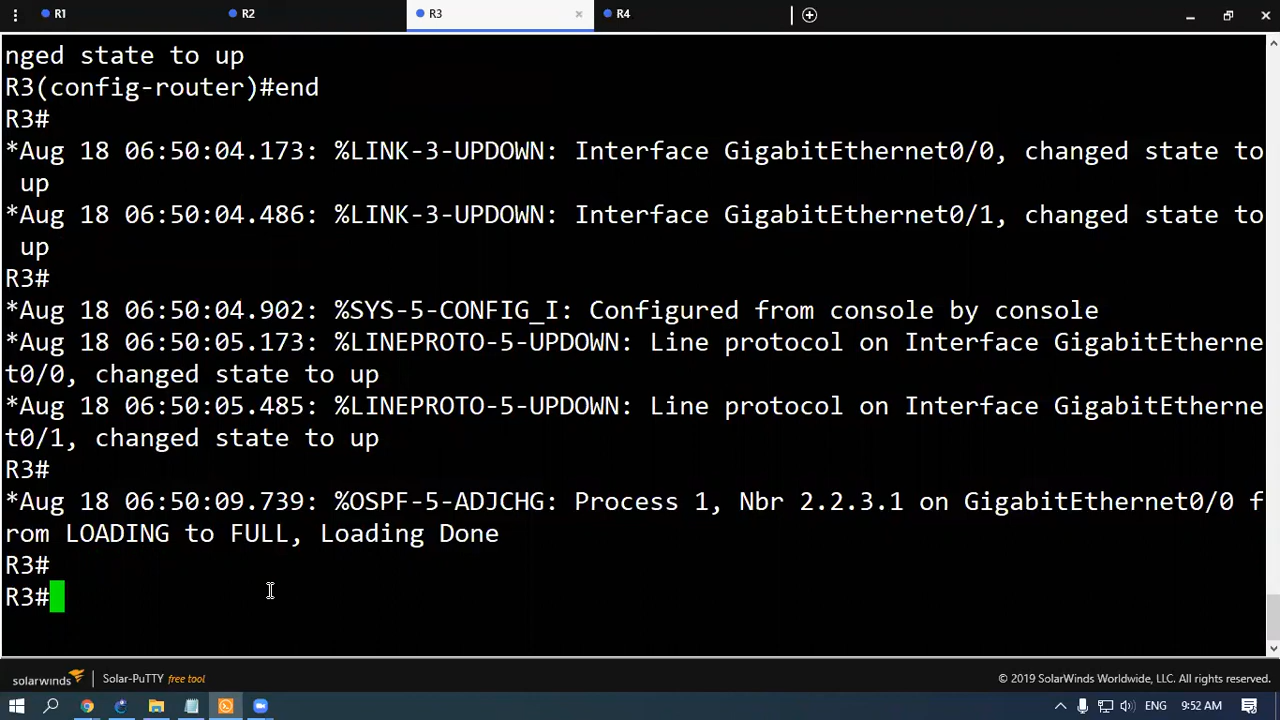 R1
R2
R3
R4
nged state to up
R3(config-router)#end
R3#
*Aug 18 06:50:04.173: %LINK-3-UPDOWN: Interface GigabitEthernet0/0, changed state to
 up
*Aug 18 06:50:04.486: %LINK-3-UPDOWN: Interface GigabitEthernet0/1, changed state to
 up
R3#
*Aug 18 06:50:04.902: %SYS-5-CONFIG_I: Configured from console by console
*Aug 18 06:50:05.173: %LINEPROTO-5-UPDOWN: Line protocol on Interface GigabitEtherne
t0/0, changed state to up
*Aug 18 06:50:05.485: %LINEPROTO-5-UPDOWN: Line protocol on Interface GigabitEtherne
t0/1, changed state to up
R3#
*Aug 18 06:50:09.739: %OSPF-5-ADJCHG: Process 1, Nbr 2.2.3.1 on GigabitEthernet0/0 f
rom LOADING to FULL, Loading Done
R3#
R3#
solarwinds
Solar-PuTTY free tool
© 2019 SolarWinds Worldwide, LLC. All rights reserved.
ENG
9:52 AM